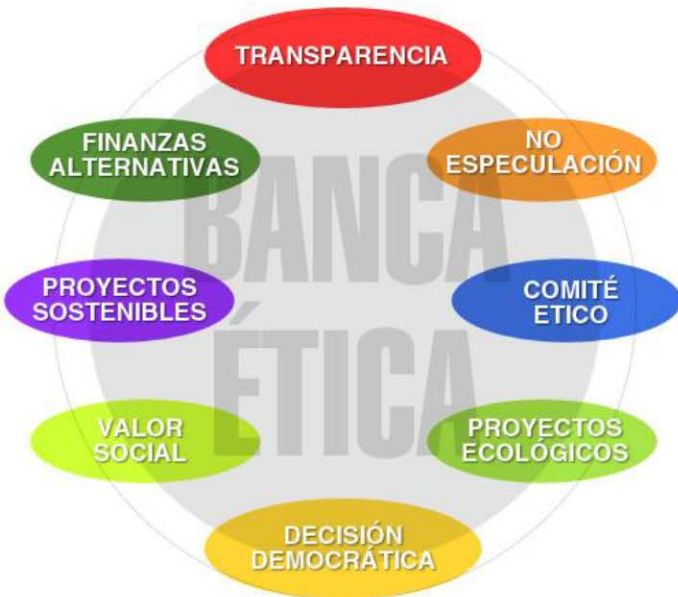 TRANSPARENCIA
FINANZAS
ALTERNATIVAS
NO
ESPECULACIÓN
BANCA
PROYECTOS
SOSTENIBLES
COMITÉ
ETICO
ÉTICA
VALOR
SOCIAL
PROYECTOS
ECOLÓGICOS
DECISIÓN
DEMOCRÁTICA